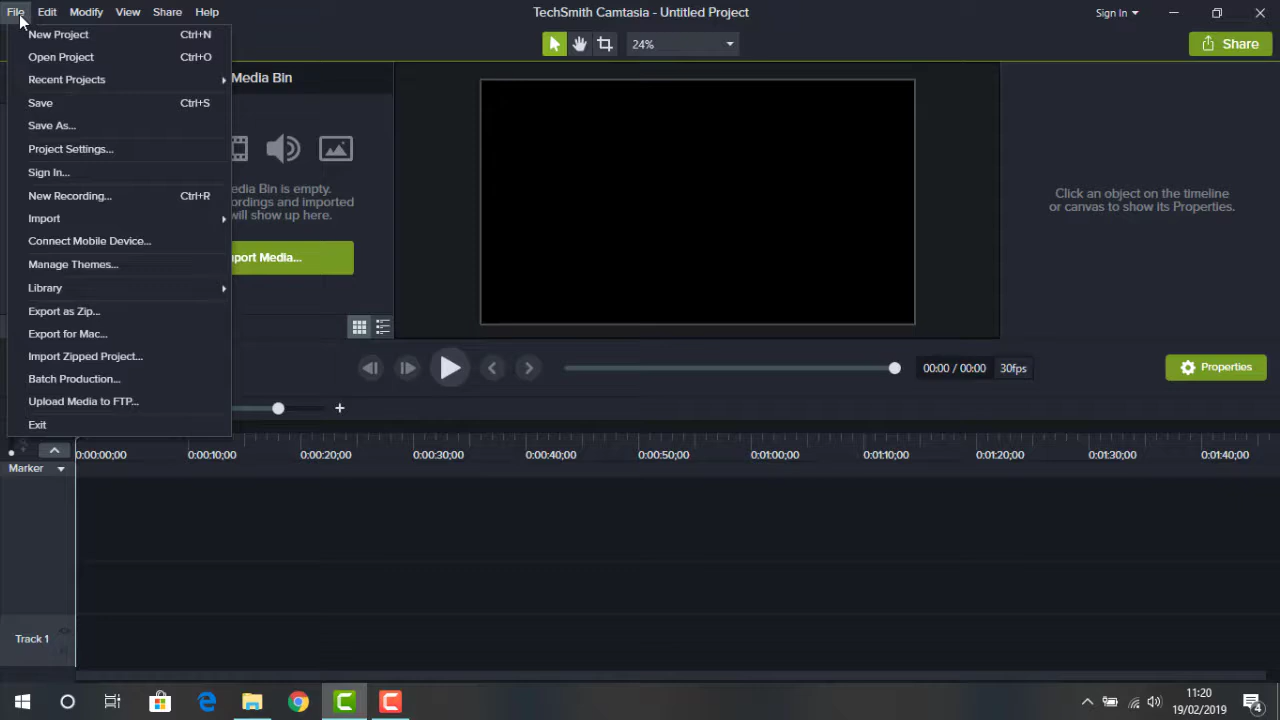 File Edit Modify View Share Help
TechSmith Camtasia - Untitled Project
Sign In
New Project Ctrl+N
Open Project Ctrl+O
Recent Projects
Save Ctrl+S
Save As...
Project Settings...
Sign In...
New Recording... Ctrl+R
Import
Connect Mobile Device...
Manage Themes...
Library
Export as Zip...
Export for Mac...
Import Zipped Project...
Batch Production...
Upload Media to FTP...
Exit
24%
Share
Media Bin
edia Bin is empty.
ordings and imported
will show up here.
port Media...
Click an object on the timeline
or canvas to show its Properties.
00:00 / 00:00 30fps
Properties
+
0:00:00;00 0:00:10;00 0:00:20;00 0:00:30;00 0:00:40;00 0:00:50;00 0:01:00;00 0:01:10;00 0:01:20;00 0:01:30;00 0:01:40;00
Marker
Track 1
11:20
19/02/2019
4